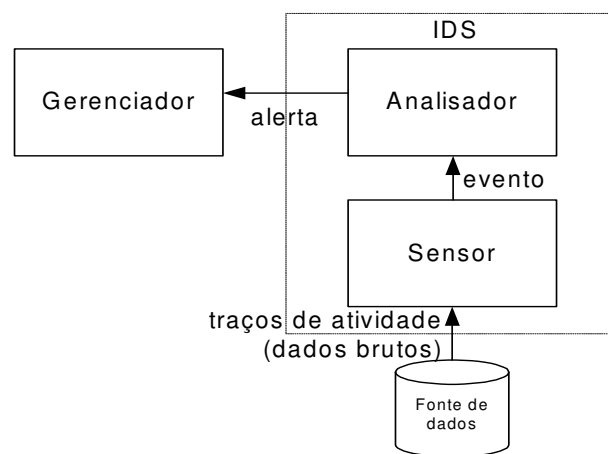 IDS
Gerenciador
Analisador
alerta
evento
Sensor
traços de atividade
(dados brutos)
Fonte de
dados